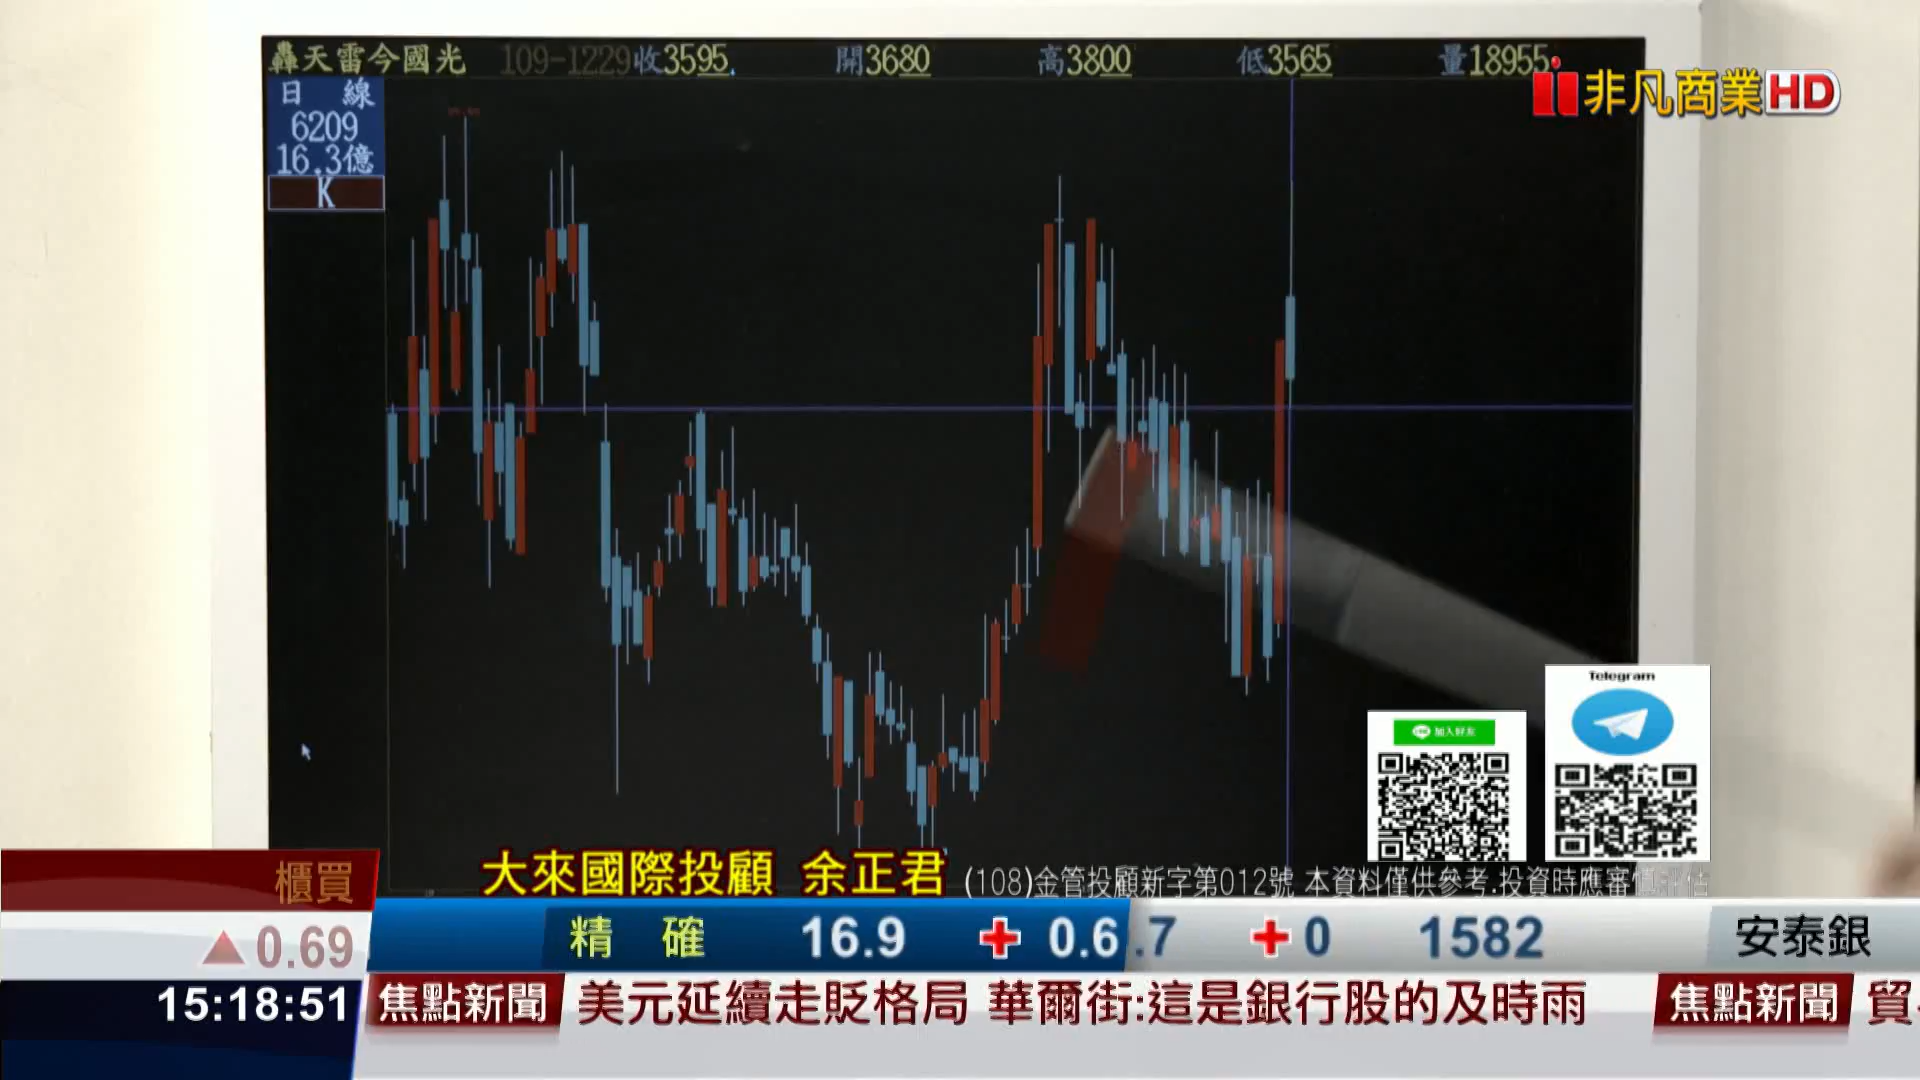 轟天雷今國光 109-1229收3595 開3680 高3800 低3565 量18955
日 線
6209
16.3億
K
非凡商業HD
Telegram
加入好友
大來國際投顧 余正君 (108)金管投顧新字第012號 本資料僅供參考.投資時應審慎評估
櫃買
▲0.69
精 確 16.9 + 0.6 .7 + 0 1582 安泰銀
15:18:51 焦點新聞 美元延續走貶格局 華爾街:這是銀行股的及時雨 焦點新聞 貿